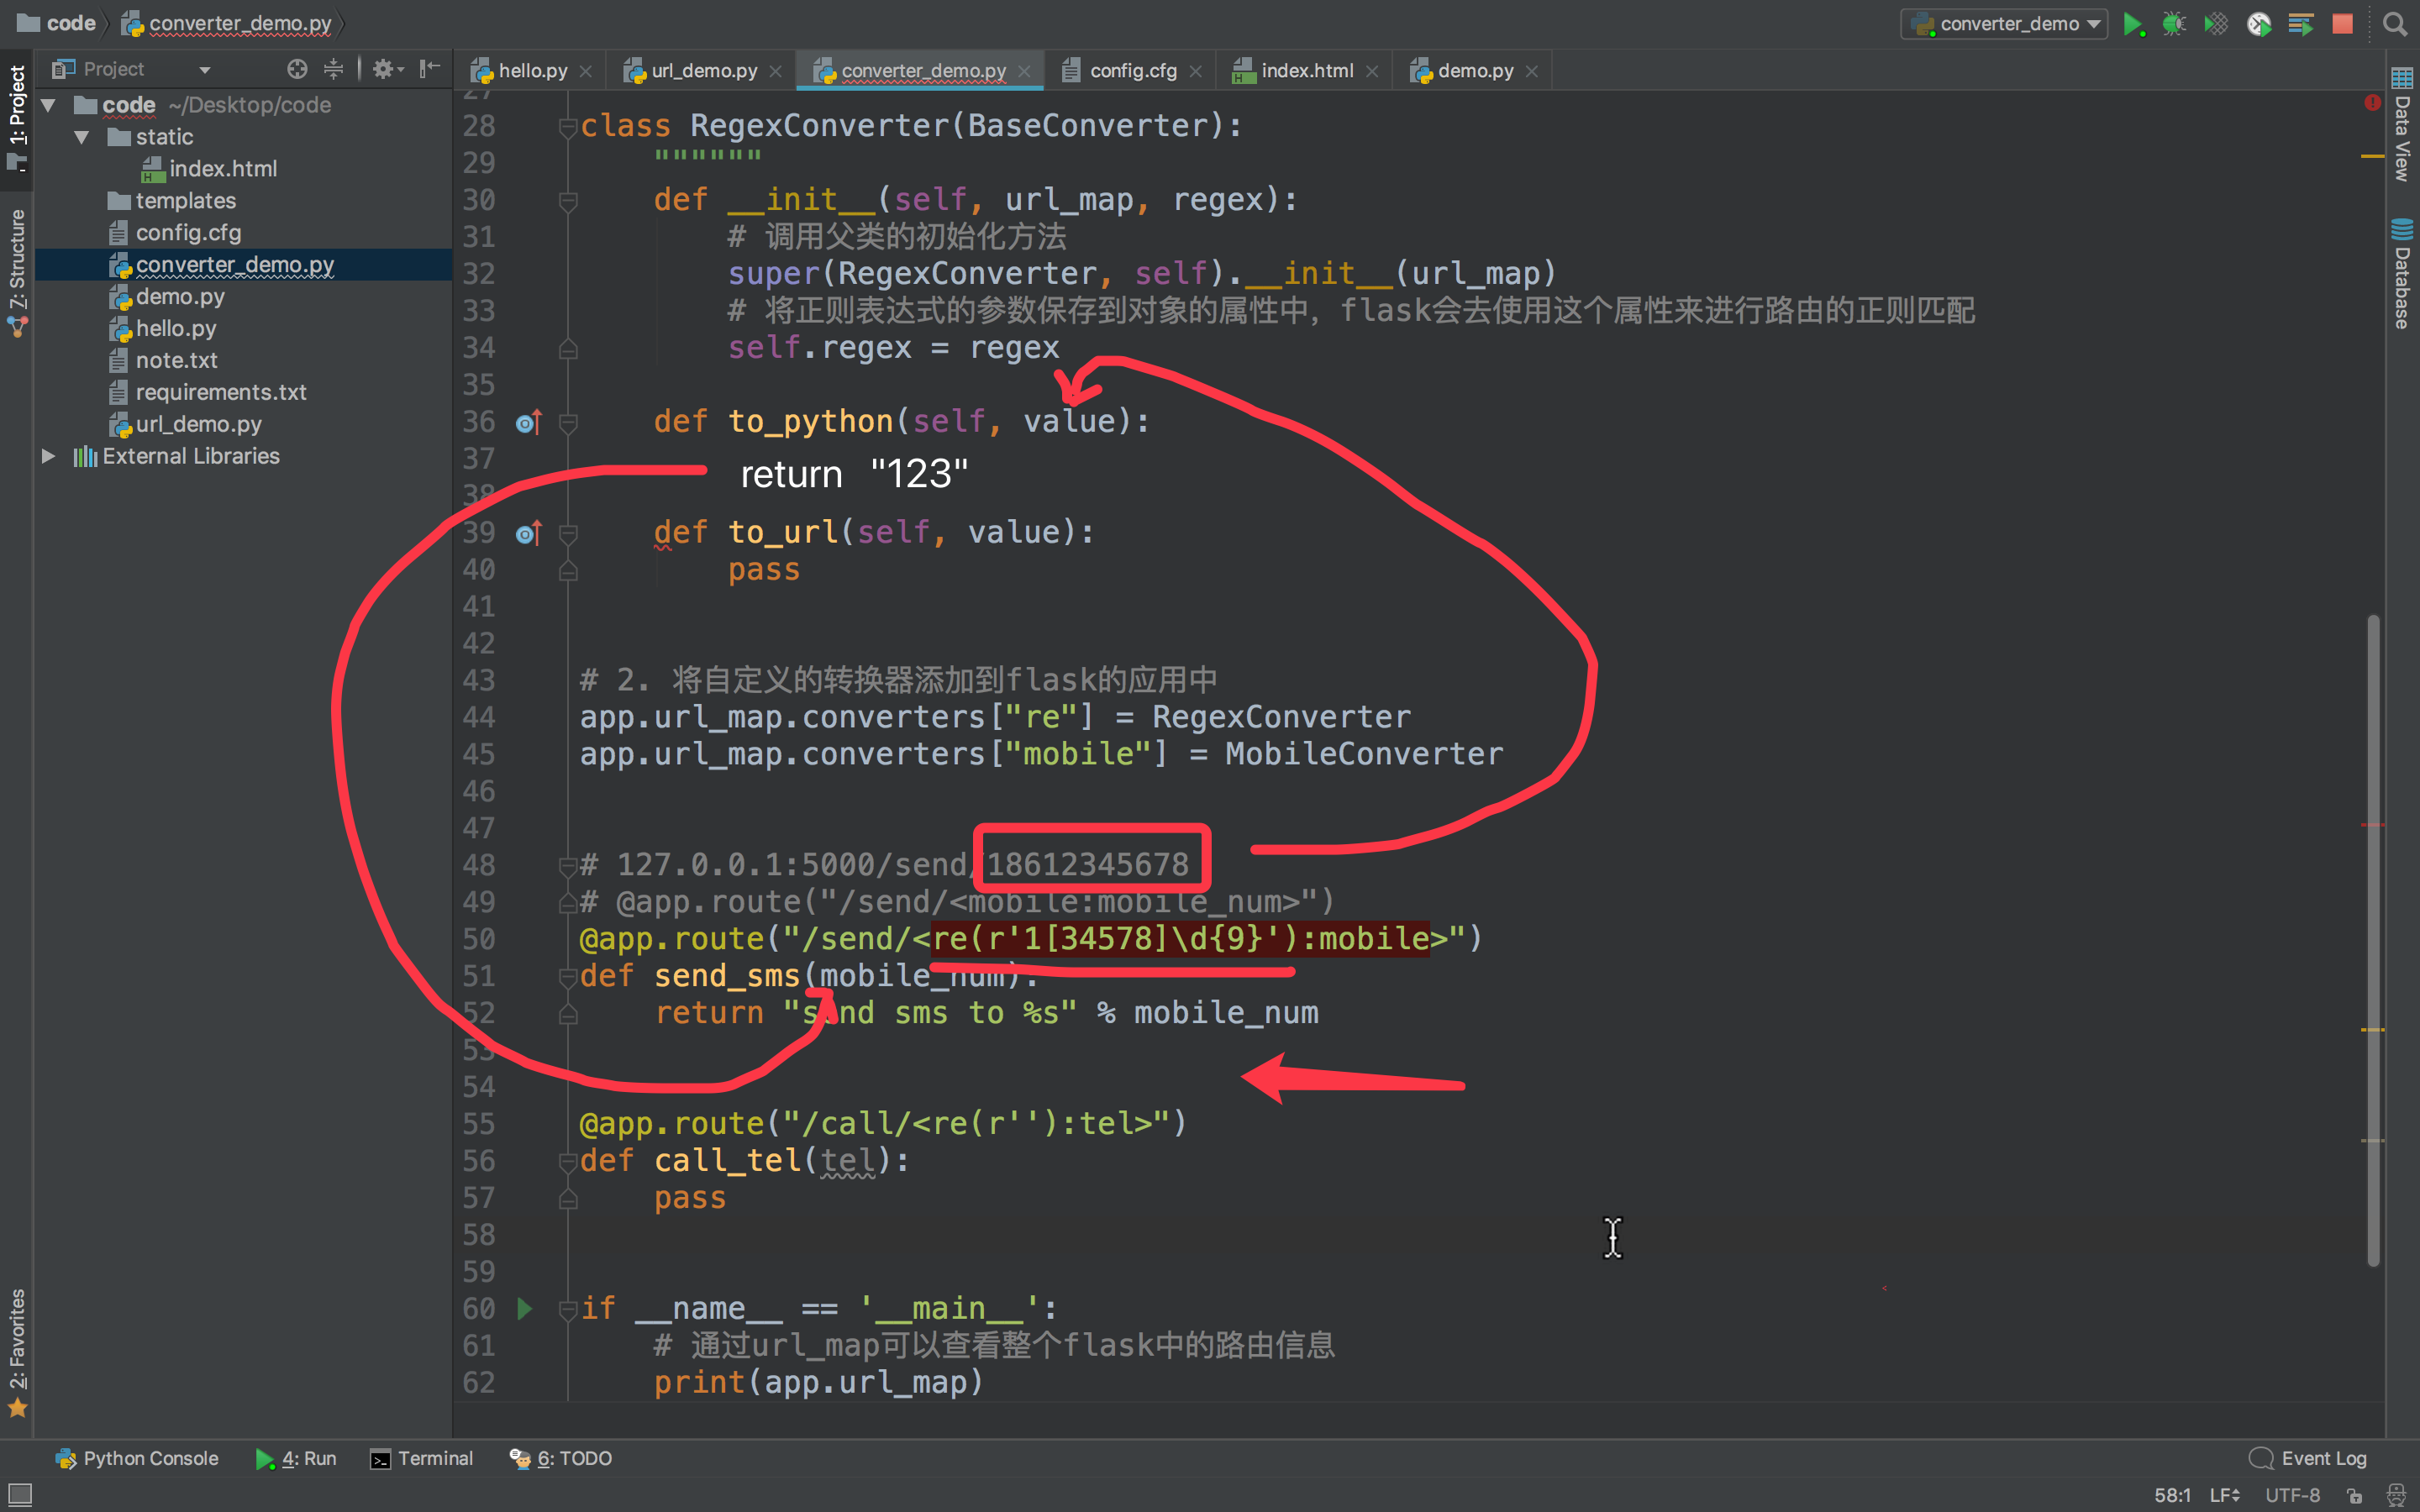 code converter_demo.py converter_demo
1: Project
Project
hello.py url_demo.py converter_demo.py config.cfg index.html demo.py
code ~/Desktop/code
static
index.html
templates
config.cfg
converter_demo.py
demo.py
hello.py
note.txt
requirements.txt
url_demo.py
External Libraries
7: Structure
2: Favorites
Data View
Database
27
28 class RegexConverter(BaseConverter):
29 """"""
30 def __init__(self, url_map, regex):
31 # 调用父类的初始化方法
32 super(RegexConverter, self).__init__(url_map)
33 # 将正则表达式的参数保存到对象的属性中，flask会去使用这个属性来进行路由的正则匹配
34 self.regex = regex
35
36 def to_python(self, value):
37
return "123"
38
39 def to_url(self, value):
40 pass
41
42
43 # 2. 将自定义的转换器添加到flask的应用中
44 app.url_map.converters["re"] = RegexConverter
45 app.url_map.converters["mobile"] = MobileConverter
46
47
48 # 127.0.0.1:5000/send/18612345678
49 # @app.route("/send/<mobile:mobile_num>")
50 @app.route("/send/<re(r'1[34578]\d{9}'):mobile>")
51 def send_sms(mobile_num):
52 return "send sms to %s" % mobile_num
53
54
55 @app.route("/call/<re(r''):tel>")
56 def call_tel(tel):
57 pass
58
59
60 if __name__ == '__main__':
61 # 通过url_map可以查看整个flask中的路由信息
62 print(app.url_map)
Python Console 4: Run Terminal 6: TODO Event Log
58:1 LF UTF-8